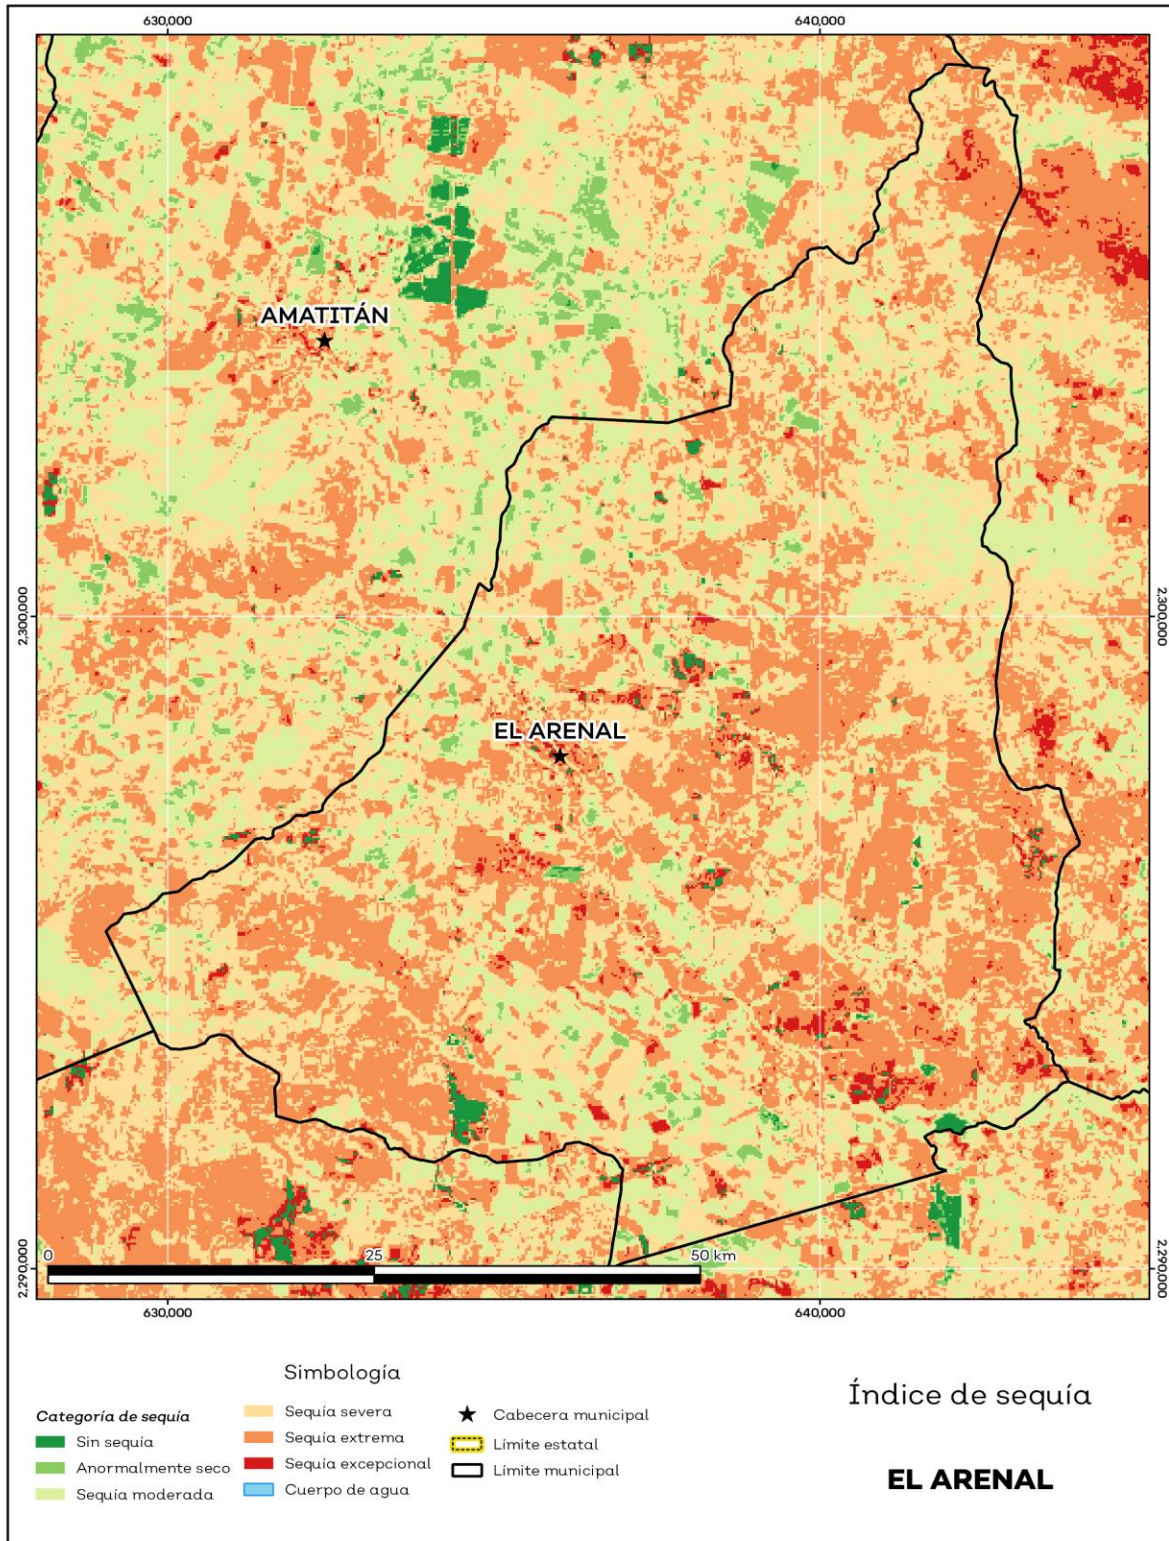 630,000
640,000
AMATITÁN
2,300,000
2,300,000
EL ARENAL
2,290,000
2,290,000
0
25
50 km
630,000
640,000
Simbología
Categoría de sequía
Sin sequía
Anormalmente seco
Sequía moderada
Sequía severa
Sequía extrema
Sequía excepcional
Cuerpo de agua
Cabecera municipal
Límite estatal
Límite municipal
Índice de sequía
EL ARENAL